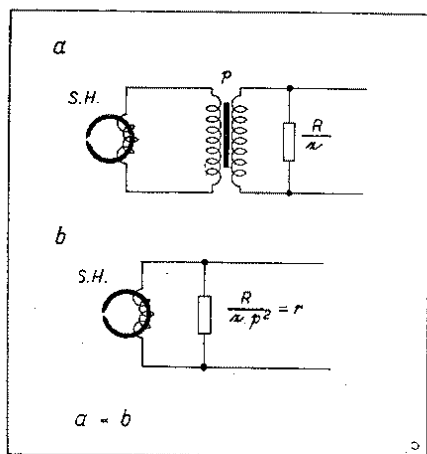 a
p
S.H.
R/n
b
S.H.
R/n.p² = r
a = b